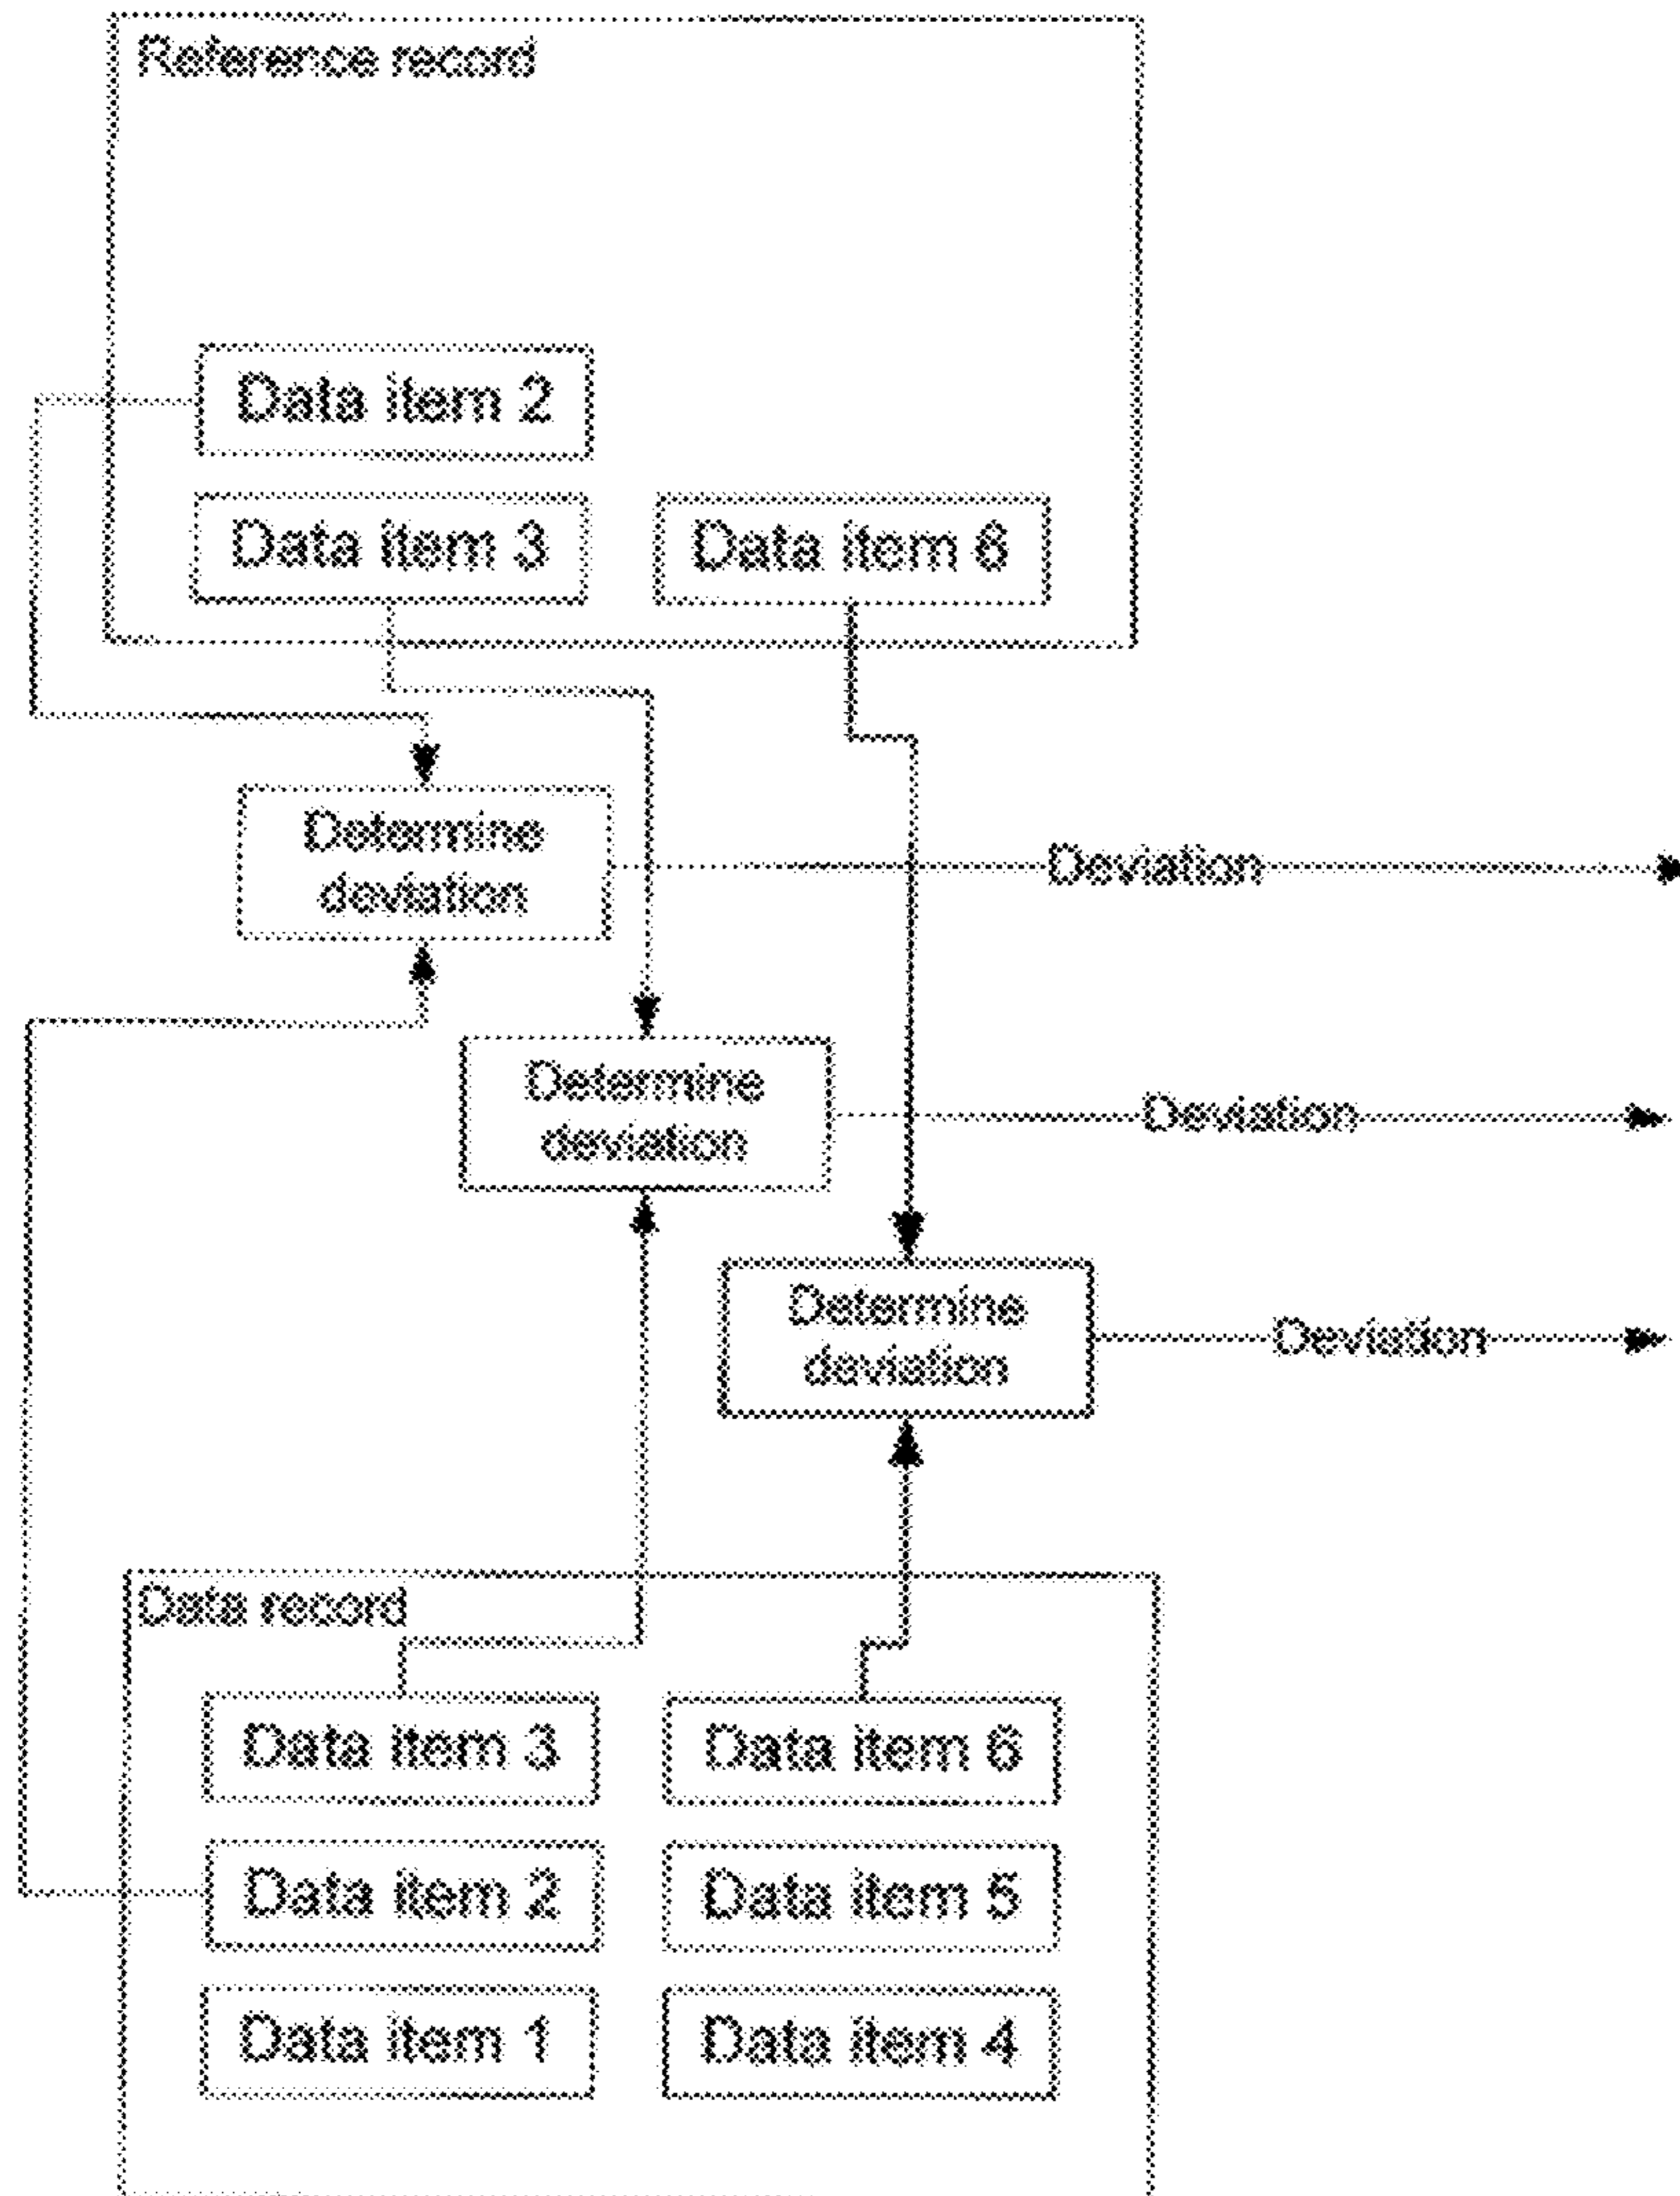 Reference record
Data item 2
Data item 3
Data item 6
Determine
deviation
Deviation
Determine
deviation
Deviation
Determine
deviation
Deviation
Data record
Data item 3
Data item 6
Data item 2
Data item 5
Data item 1
Data item 4